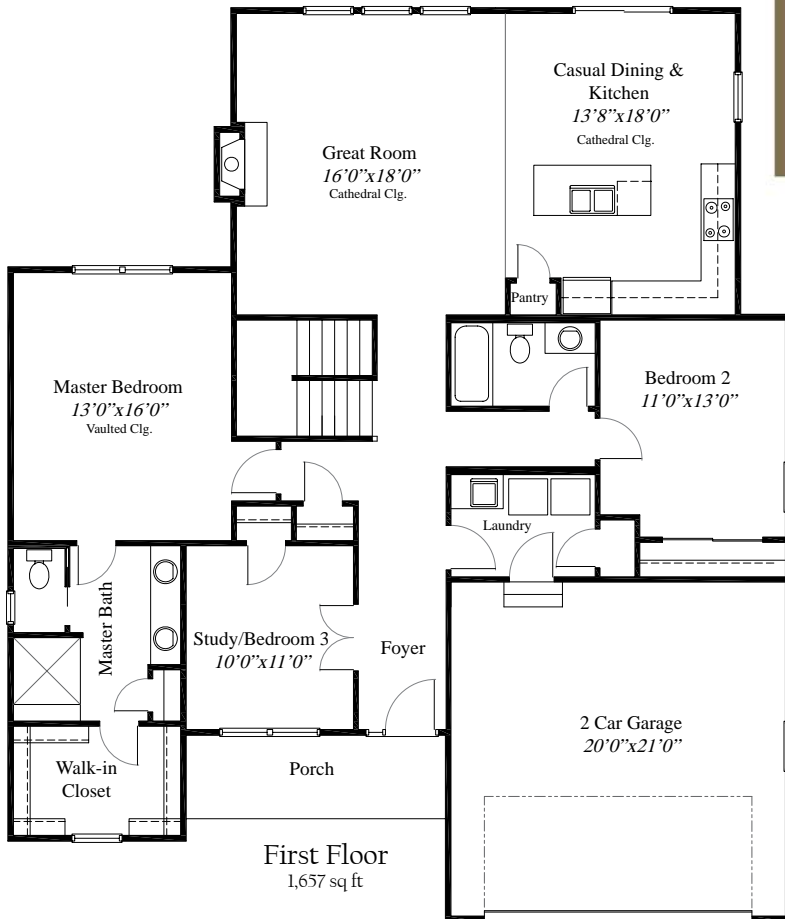 Casual Dining &
Kitchen
13'8"x18'0"
Cathedral Clg.
Great Room
16'0"x18'0"
Cathedral Clg.
Pantry
Master Bedroom
13'0"x16'0"
Vaulted Clg.
Bedroom 2
11'0"x13'0"
Laundry
Master Bath
Study/Bedroom 3
10'0"x11'0"
Foyer
2 Car Garage
20'0"x21'0"
Walk-in
Closet
Porch
First Floor
1,657 sq ft